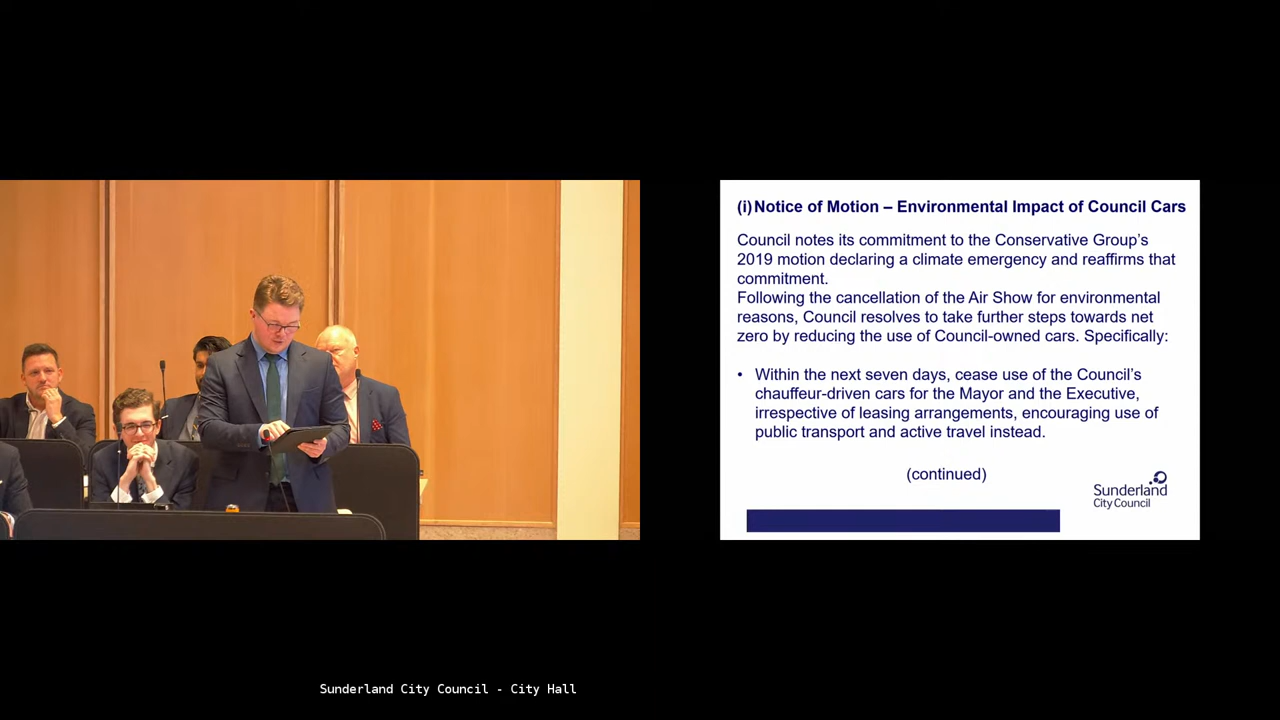 (i) Notice of Motion – Environmental Impact of Council Cars
Council notes its commitment to the Conservative Group’s
2019 motion declaring a climate emergency and reaffirms that
commitment.
Following the cancellation of the Air Show for environmental
reasons, Council resolves to take further steps towards net
zero by reducing the use of Council-owned cars. Specifically:
• Within the next seven days, cease use of the Council’s
chauffeur-driven cars for the Mayor and the Executive,
irrespective of leasing arrangements, encouraging use of
public transport and active travel instead.
(continued)
Sunderland
City Council
Sunderland City Council - City Hall